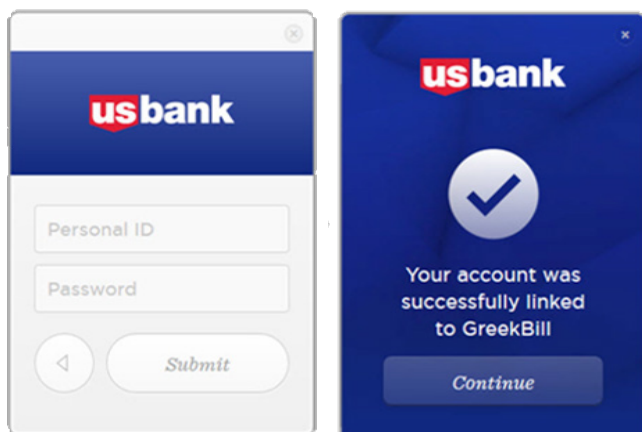 usbank
Personal ID
Password
Submit
usbank
Your account was
successfully linked
to GreekBill
Continue